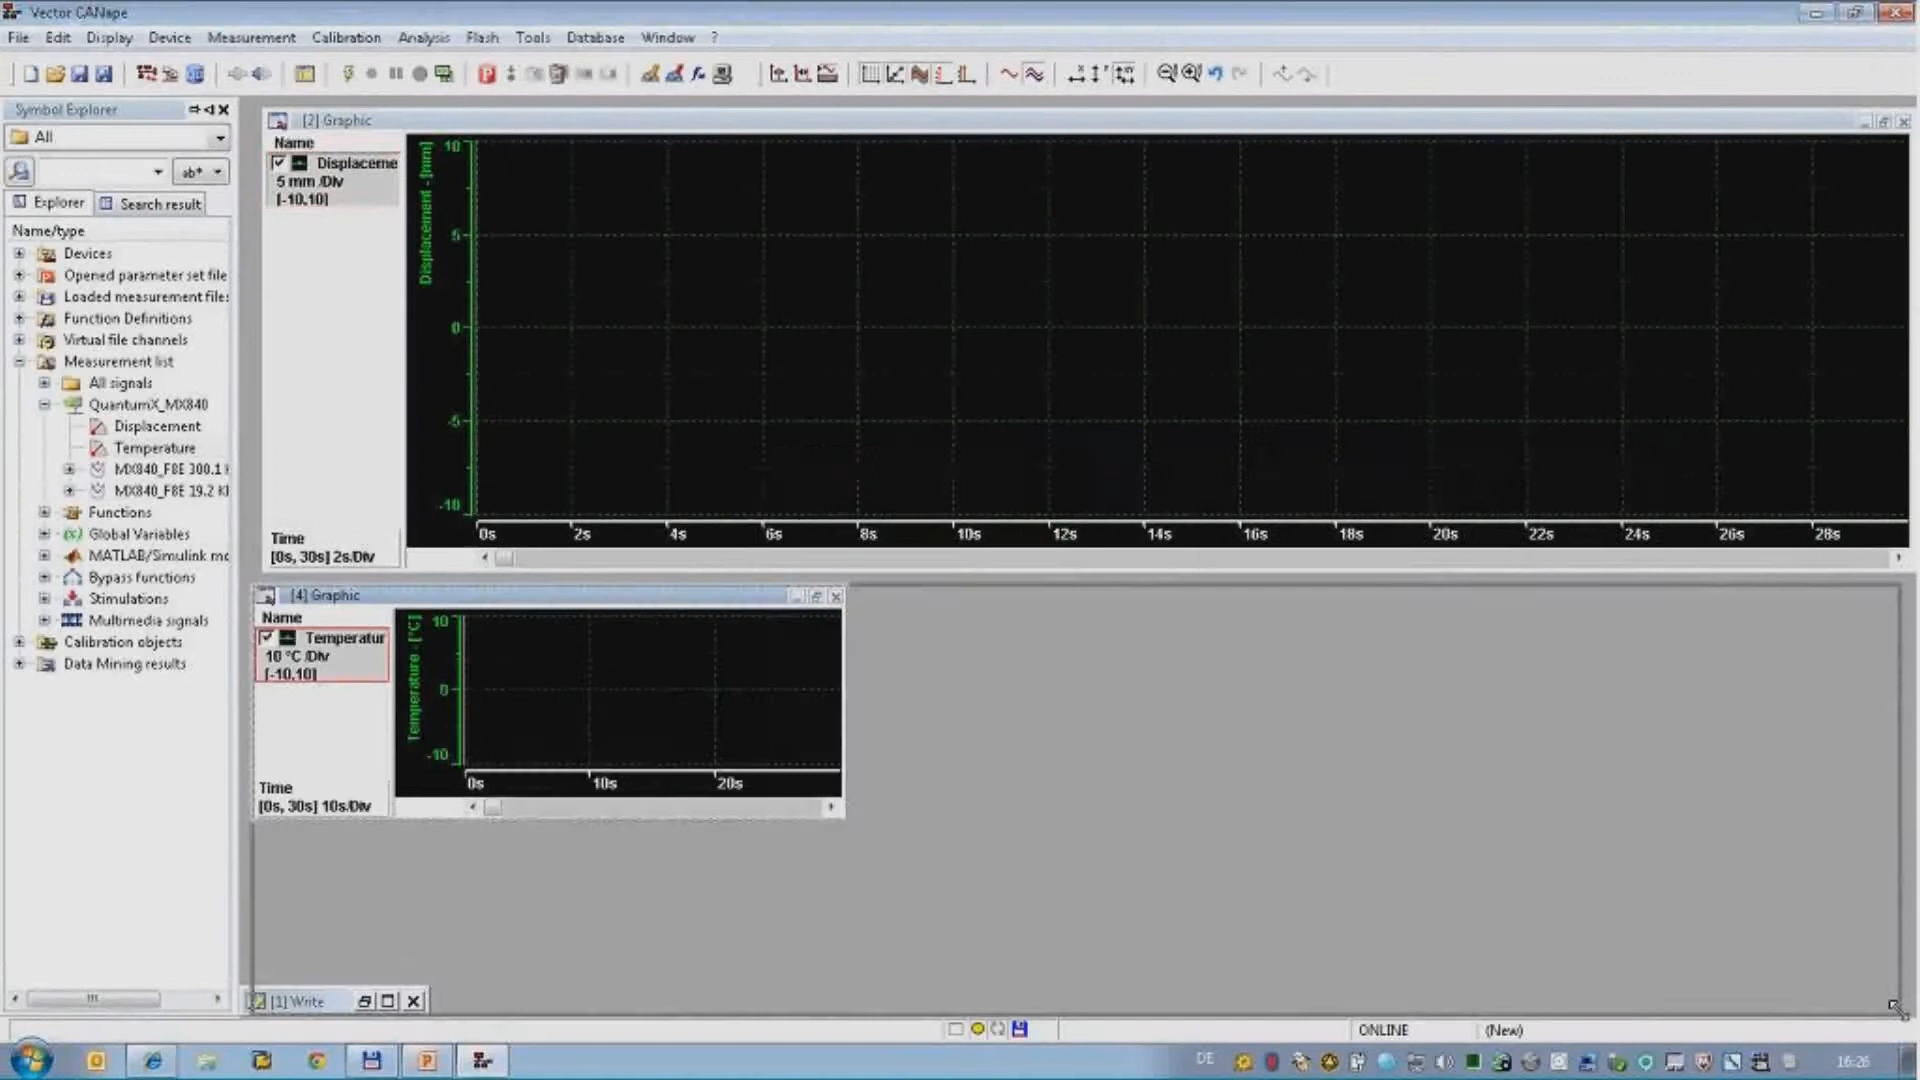 Vector CANape
File Edit Display Device Measurement Calibration Analysis Flash Tools Database Window ?
Symbol Explorer
All
ab*
Explorer Search result
Name/type
Devices
Opened parameter set file
Loaded measurement files
Function Definitions
Virtual file channels
Measurement list
All signals
QuantumX_MX840
Displacement
Temperature
MX840_F8E 300.1
MX840_F8E 19.2
Functions
Global Variables
MATLAB/Simulink mo
Bypass functions
Stimulations
Multimedia signals
Calibration objects
Data Mining results
[2] Graphic
Name
Displaceme
5 mm /Div
[-10,10]
Time
[0s, 30s] 2s/Div
Displacement - [mm]
10
5
0
-5
-10
0s 2s 4s 6s 8s 10s 12s 14s 16s 18s 20s 22s 24s 26s 28s
[4] Graphic
Name
Temperatur
10 °C /Div
[-10,10]
Time
[0s, 30s] 10s/Div
Temperature - [°C]
10
0
-10
0s 10s 20s
[1] Write
ONLINE (New)
DE
16:26